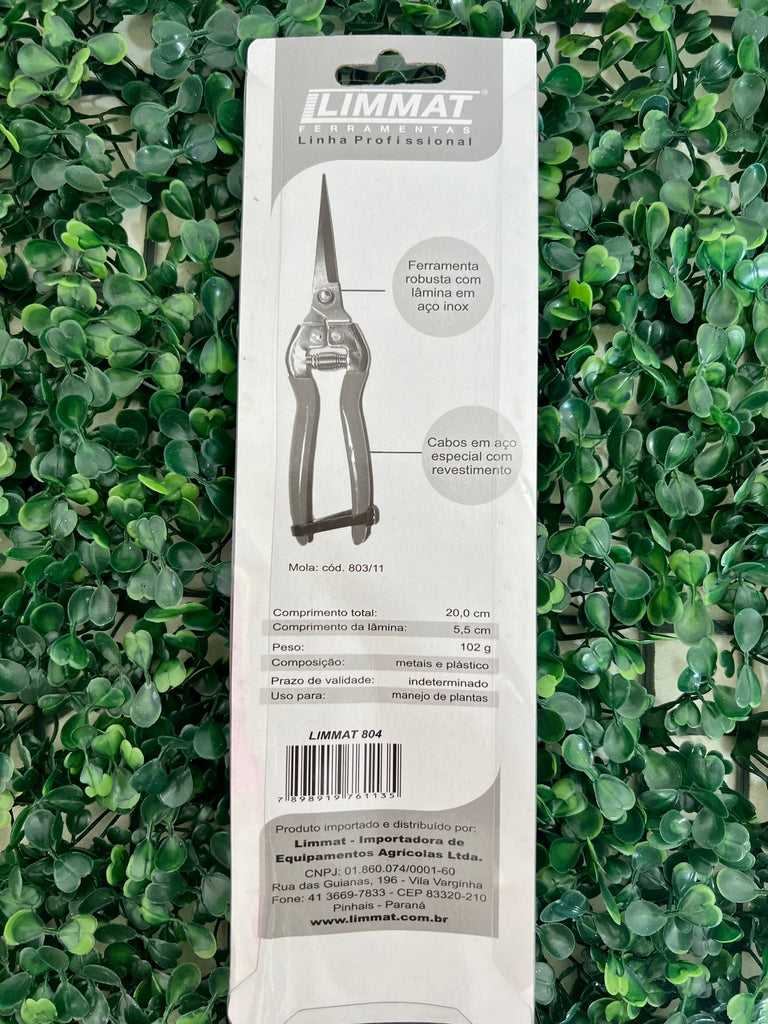 LIMMAT®
FERRAMENTAS
Linha Profissional
Ferramenta
robusta com
lâmina em
aço inox
Cabos em aço
especial com
revestimento
Mola: cód. 803/11
Comprimento total: 20,0 cm
Comprimento da lâmina: 5,5 cm
Peso: 102 g
Composição: metais e plástico
Prazo de validade: indeterminado
Uso para: manejo de plantas
LIMMAT 804
7 898919 761135
Produto importado e distribuído por:
Limmat - Importadora de
Equipamentos Agrícolas Ltda.
CNPJ: 01.860.074/0001-60
Rua das Guianas, 196 - Vila Varginha
Fone: 41 3669-7833 - CEP 83320-210
Pinhais - Paraná
www.limmat.com.br